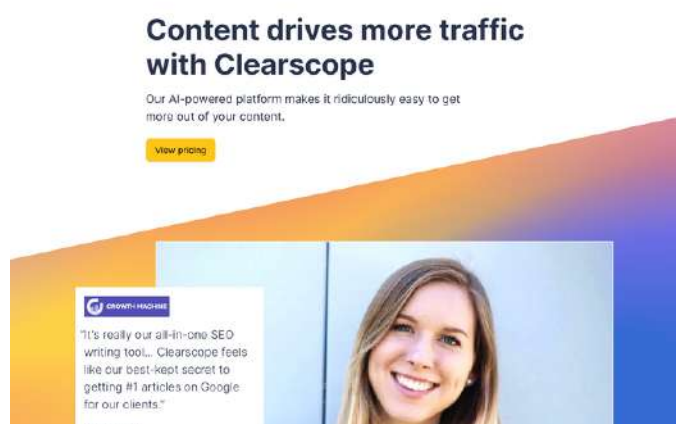 Content drives more traffic
with Clearscope
Our AI-powered platform makes it ridiculously easy to get
more out of your content.
View pricing
GROWTH MACHINE
"It's really our all-in-one SEO
writing tool... Clearscope feels
like our best-kept secret to
getting #1 articles on Google
for our clients."